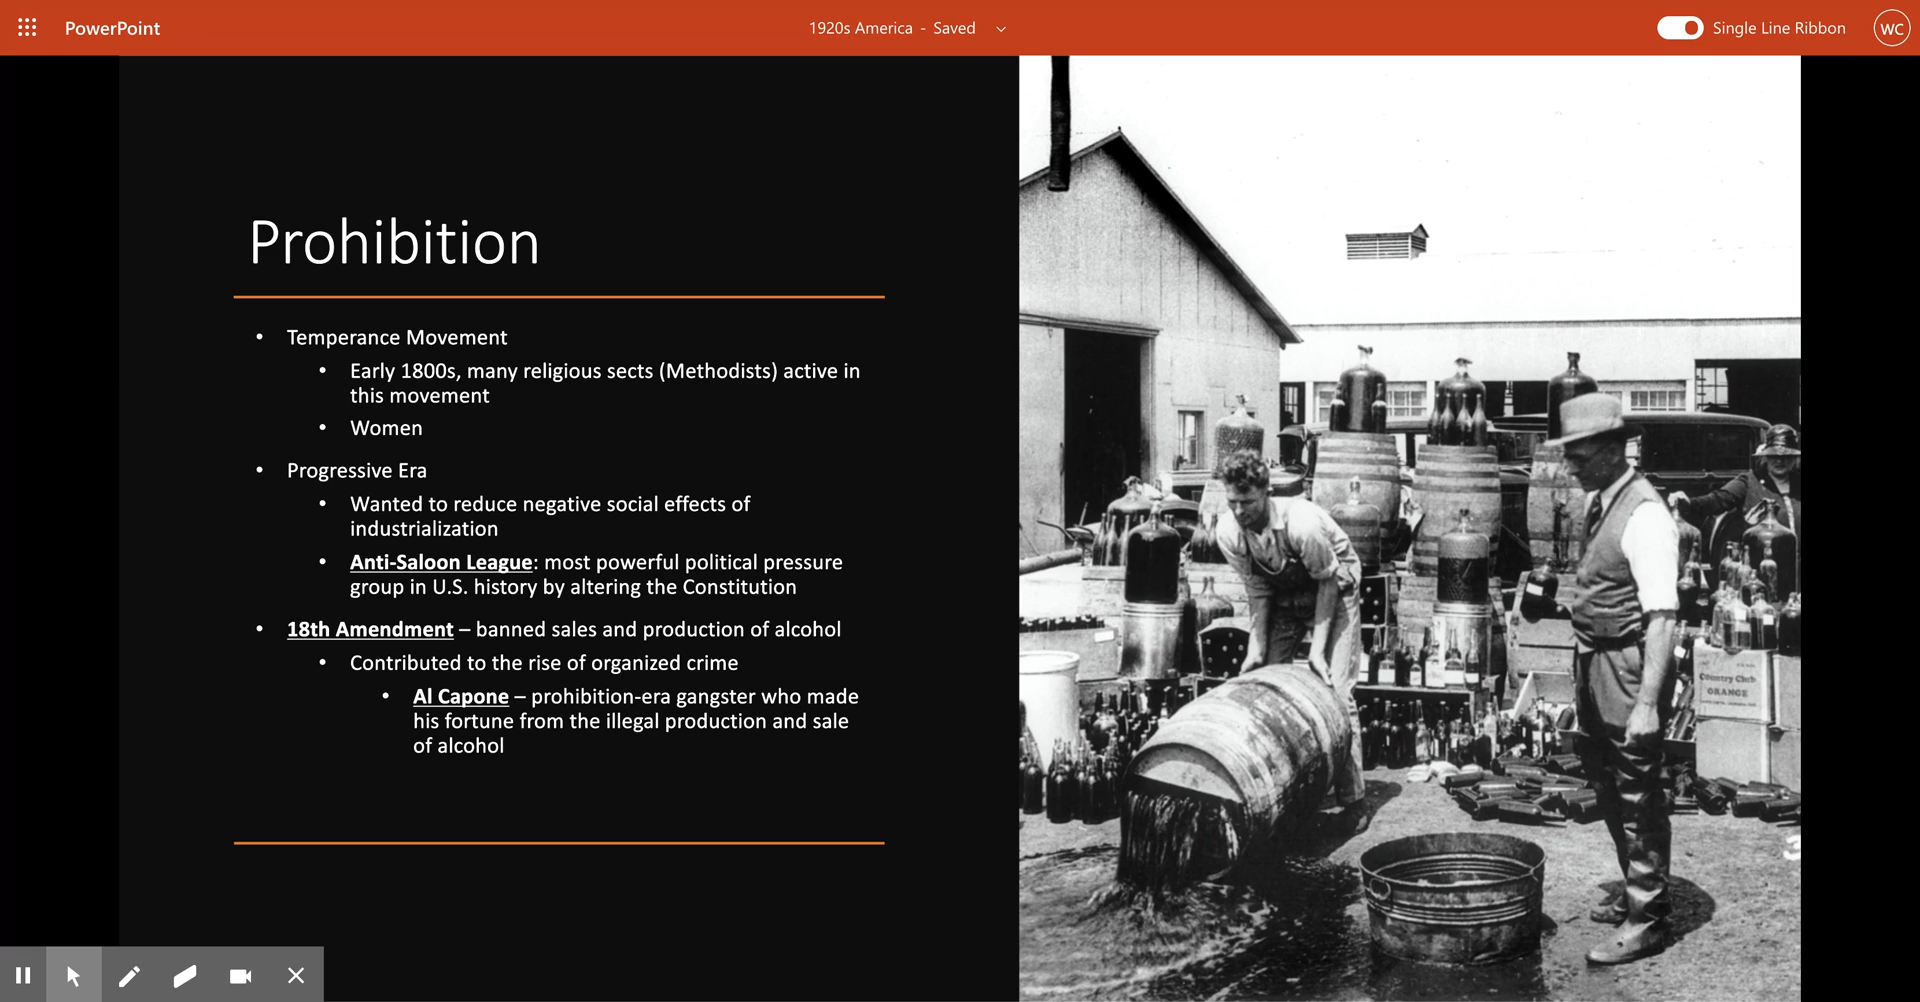 PowerPoint
1920s America - Saved
Single Line Ribbon
WC
Prohibition
• Temperance Movement
• Early 1800s, many religious sects (Methodists) active in
this movement
• Women
• Progressive Era
• Wanted to reduce negative social effects of
industrialization
• Anti-Saloon League: most powerful political pressure
group in U.S. history by altering the Constitution
• 18th Amendment – banned sales and production of alcohol
• Contributed to the rise of organized crime
• Al Capone – prohibition-era gangster who made
his fortune from the illegal production and sale
of alcohol
Country Club
ORANGE